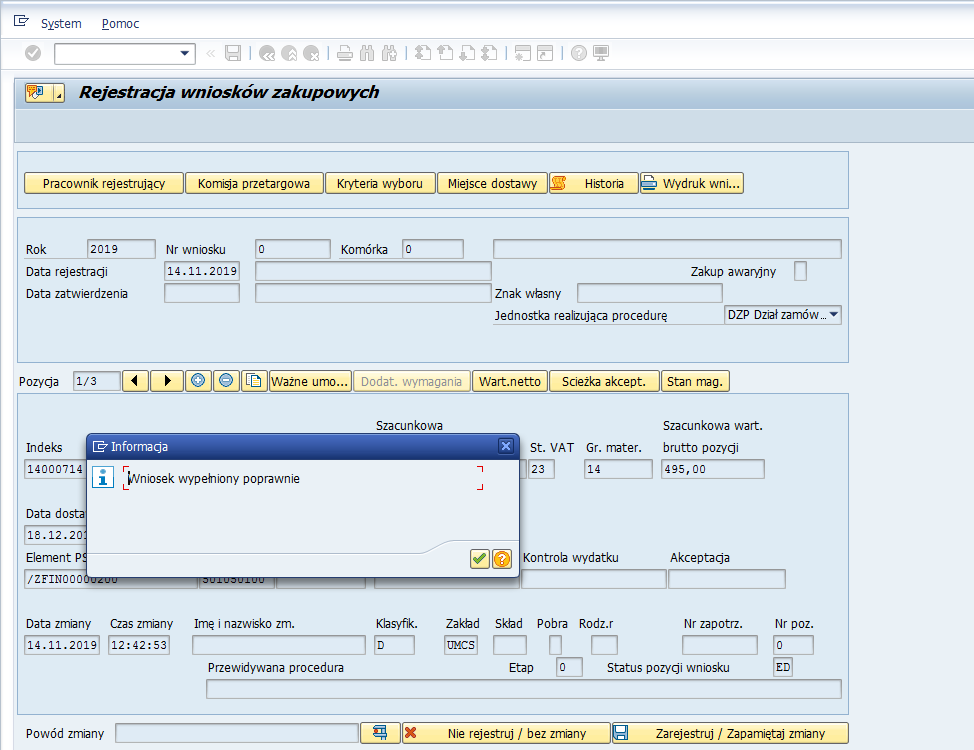 System Pomoc
Rejestracja wniosków zakupowych
Pracownik rejestrujący Komisja przetargowa Kryteria wyboru Miejsce dostawy Historia Wydruk wni...
Rok 2019 Nr wniosku 0 Komórka 0
Data rejestracji 14.11.2019 Zakup awaryjny
Data zatwierdzenia Znak własny
Jednostka realizująca procedurę DZP Dział zamów...
Pozycja 1/3 Ważne umo... Dodat. wymagania Wart.netto Scieżka akcept. Stan mag.
Szacunkowa Szacunkowa wart.
Indeks St. VAT Gr. mater. brutto pozycji
14000714 23 14 495,00
Informacja
Wniosek wypełniony poprawnie
Data dosta
18.12.201
Element PS Kontrola wydatku Akceptacja
/ZFIN00000200 501050100
Data zmiany Czas zmiany Imę i nazwisko zm. Klasyfik. Zakład Skład Pobra Rodz.r Nr zapotrz. Nr poz.
14.11.2019 12:42:53 D UMCS 0
Przewidywana procedura Etap 0 Status pozycji wniosku ED
Powód zmiany Nie rejestruj / bez zmiany Zarejestruj / Zapamiętaj zmiany